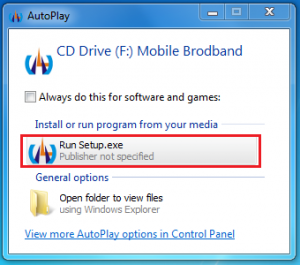 AutoPlay
CD Drive (F:) Mobile Brodband
Always do this for software and games:
Install or run program from your media
Run Setup.exe
Publisher not specified
General options
Open folder to view files
using Windows Explorer
View more AutoPlay options in Control Panel